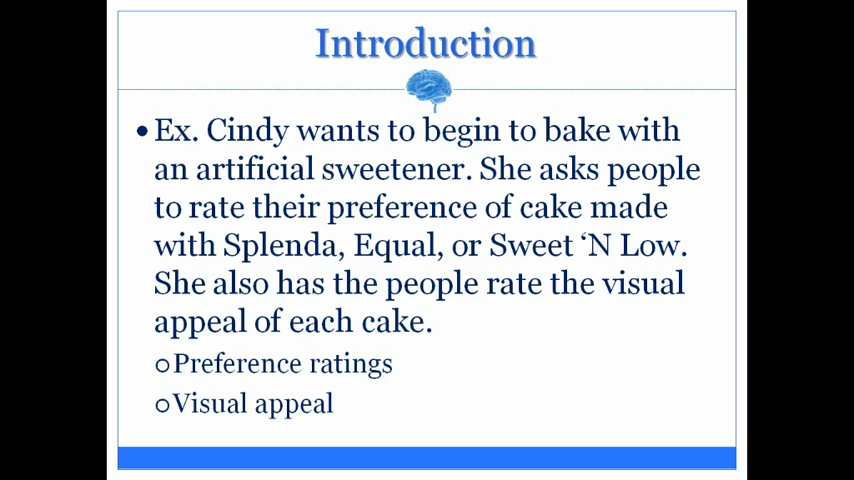 Introduction
• Ex. Cindy wants to begin to bake with
an artificial sweetener. She asks people
to rate their preference of cake made
with Splenda, Equal, or Sweet ‘N Low.
She also has the people rate the visual
appeal of each cake.
○Preference ratings
○Visual appeal